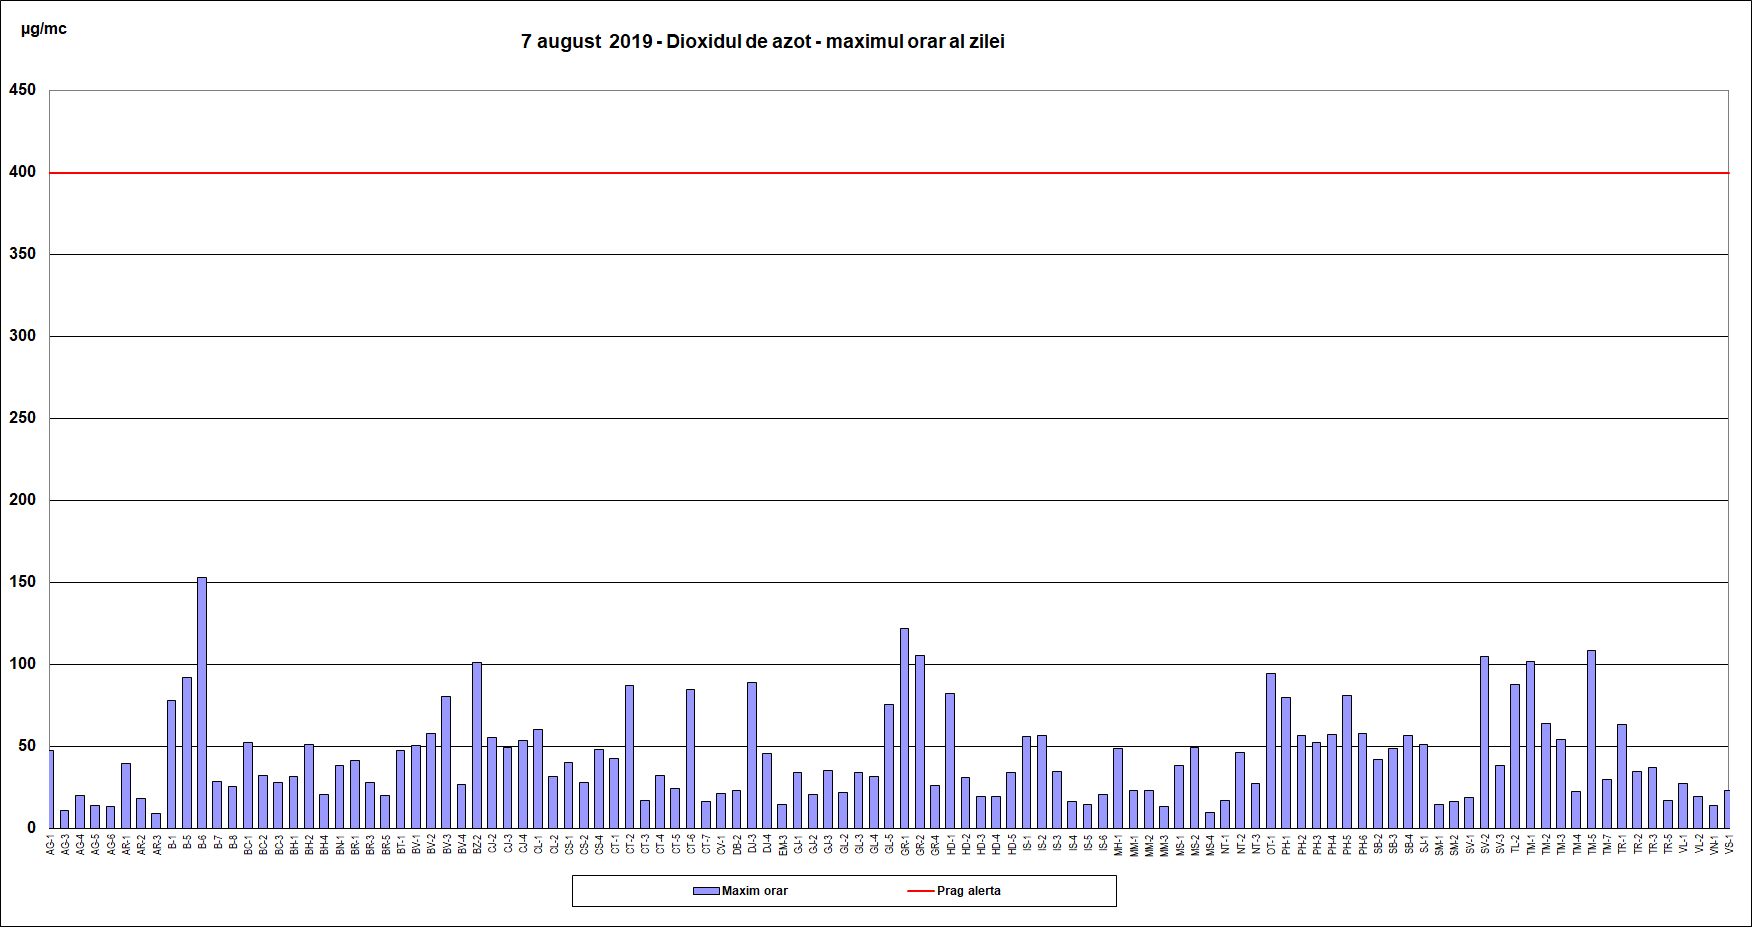 µg/mc
7 august 2019 - Dioxidul de azot - maximul orar al zilei
450
400
350
300
250
200
150
100
50
0
AG-1 AG-3 AG-4 AG-5 AG-6 AR-1 AR-2 AR-3 B-1 B-5 B-6 B-7 B-8 BC-1 BC-2 BC-3 BH-1 BH-2 BH-4 BN-1 BR-1 BR-3 BR-5 BT-1 BV-1 BV-2 BV-3 BV-4 BZ-2 CJ-2 CJ-3 CJ-4 CL-1 CL-2 CS-1 CS-2 CS-4 CT-1 CT-2 CT-3 CT-4 CT-5 CT-6 CT-7 CV-1 DB-2 DJ-3 DJ-4 EM-3 GJ-1 GJ-2 GJ-3 GL-2 GL-3 GL-4 GL-5 GR-1 GR-2 GR-4 HD-1 HD-2 HD-3 HD-4 HD-5 IS-1 IS-2 IS-3 IS-4 IS-5 IS-6 MH-1 MM-1 MM-2 MM-3 MS-1 MS-2 MS-4 NT-1 NT-2 NT-3 OT-1 PH-1 PH-2 PH-3 PH-4 PH-5 PH-6 SB-2 SB-3 SB-4 SJ-1 SM-1 SM-2 SV-1 SV-2 SV-3 TL-2 TM-1 TM-2 TM-3 TM-4 TM-5 TM-7 TR-1 TR-2 TR-3 TR-5 VL-1 VL-2 VN-1 VS-1
Maxim orar Prag alerta